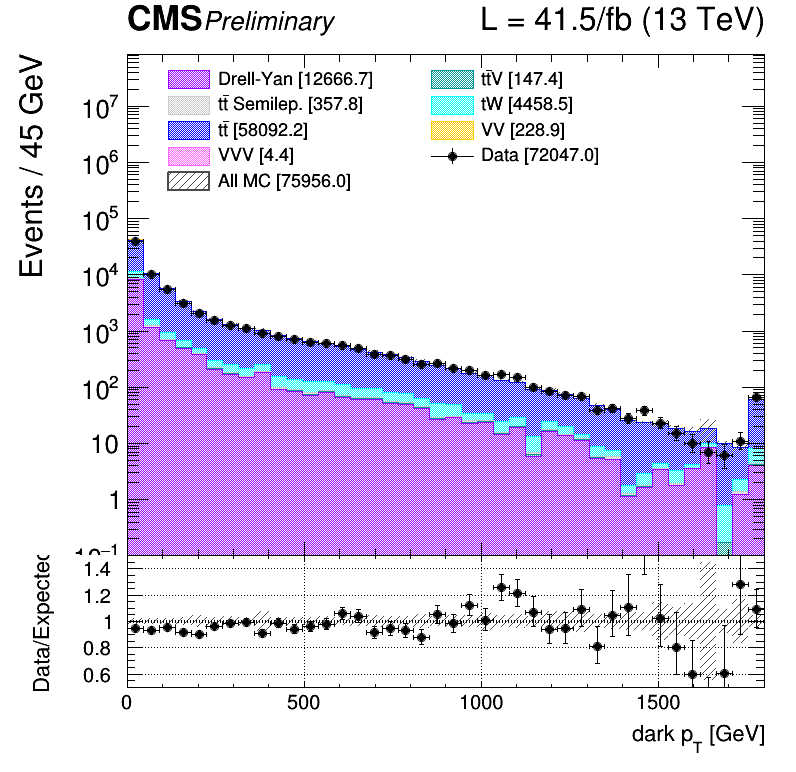 CMS Preliminary L = 41.5/fb (13 TeV)
Events / 45 GeV
Drell-Yan [12666.7]
tt̄ Semilep. [357.8]
tt̄ [58092.2]
VVV [4.4]
All MC [75956.0]
tt̄V [147.4]
tW [4458.5]
VV [228.9]
Data [72047.0]
10⁷
10⁶
10⁵
10⁴
10³
10²
10
1
10⁻¹
Data/Expected
1.4
1.2
1
0.8
0.6
0 500 1000 1500
dark p_T [GeV]